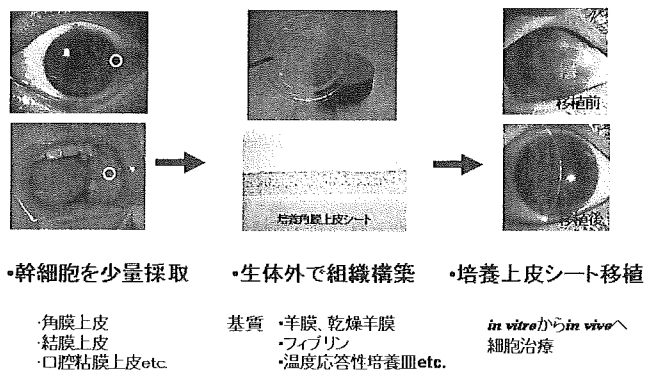 移植前
培養角膜上皮シート
移植後
・幹細胞を少量採取
・生体外で組織構築
・培養上皮シート移植
・角膜上皮
・結膜上皮
・口腔粘膜上皮etc.
基質 ・羊膜、乾燥羊膜
・フィブリン
・温度応答性培養皿etc.
in vitroからin vivoへ
細胞治療